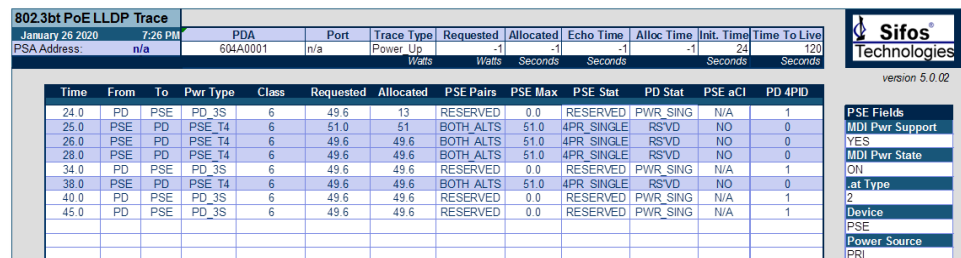 802.3bt PoE LLDP Trace
January 26 2020 7:26 PM PDA Port Trace Type Requested Allocated Echo Time Alloc Time Init. Time Time To Live
PSA Address: n/a 604A0001 n/a Power_Up -1 -1 -1 -1 24 120
Watts Watts Seconds Seconds Seconds Seconds
Sifos®
Technologies
version 5.0.02
Time From To Pwr Type Class Requested Allocated PSE Pairs PSE Max PSE Stat PD Stat PSE aCl PD 4PID
24.0 PD PSE PD_3S 6 49.6 13 RESERVED 0.0 RESERVED PWR_SING N/A 1
25.0 PSE PD PSE_T4 6 51.0 51 BOTH_ALTS 51.0 4PR_SINGLE RS'VD NO 0
26.0 PSE PD PSE_T4 6 49.6 49.6 BOTH_ALTS 51.0 4PR_SINGLE RS'VD NO 0
28.0 PSE PD PSE_T4 6 49.6 49.6 BOTH_ALTS 51.0 4PR_SINGLE RS'VD NO 0
34.0 PD PSE PD_3S 6 49.6 49.6 RESERVED 0.0 RESERVED PWR_SING N/A 1
38.0 PSE PD PSE_T4 6 49.6 49.6 BOTH_ALTS 51.0 4PR_SINGLE RS'VD NO 0
40.0 PD PSE PD_3S 6 49.6 49.6 RESERVED 0.0 RESERVED PWR_SING N/A 1
45.0 PD PSE PD_3S 6 49.6 49.6 RESERVED 0.0 RESERVED PWR_SING N/A 1
PSE Fields
MDI Pwr Support
YES
MDI Pwr State
ON
.at Type
2
Device
PSE
Power Source
PRI